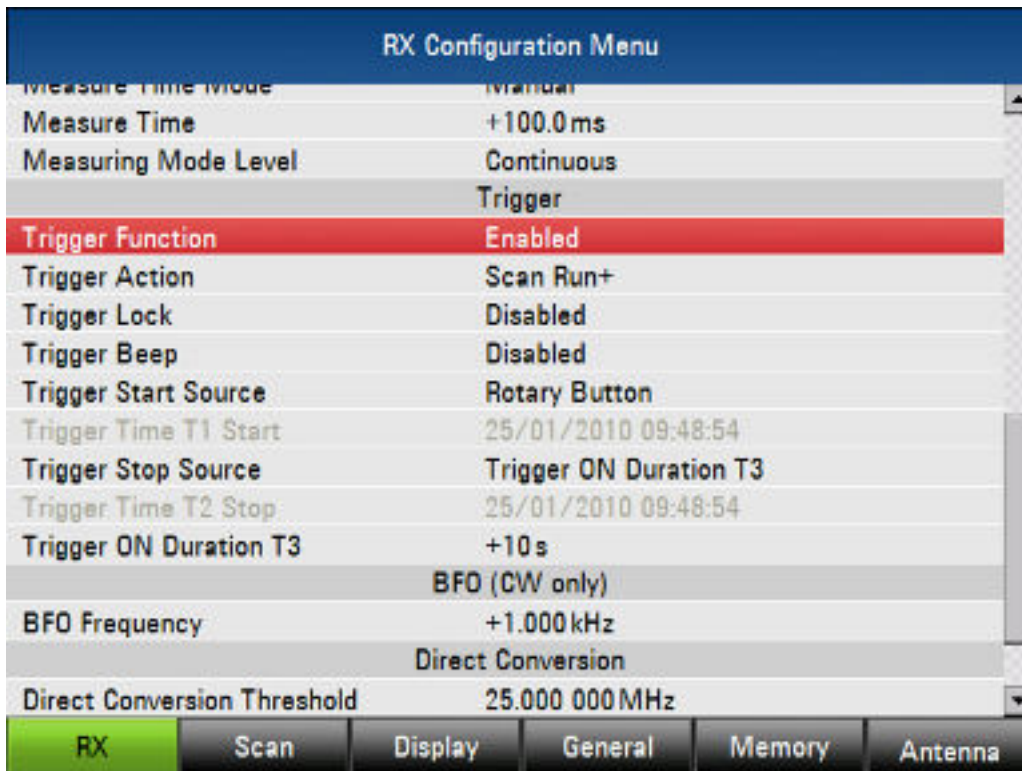 RX Configuration Menu
Measure Time Mode Manual
Measure Time +100.0 ms
Measuring Mode Level Continuous
Trigger
Trigger Function Enabled
Trigger Action Scan Run+
Trigger Lock Disabled
Trigger Beep Disabled
Trigger Start Source Rotary Button
Trigger Time T1 Start 25/01/2010 09:48:54
Trigger Stop Source Trigger ON Duration T3
Trigger Time T2 Stop 25/01/2010 09:48:54
Trigger ON Duration T3 +10 s
BFO (CW only)
BFO Frequency +1.000 kHz
Direct Conversion
Direct Conversion Threshold 25.000 000 MHz
RX Scan Display General Memory Antenna